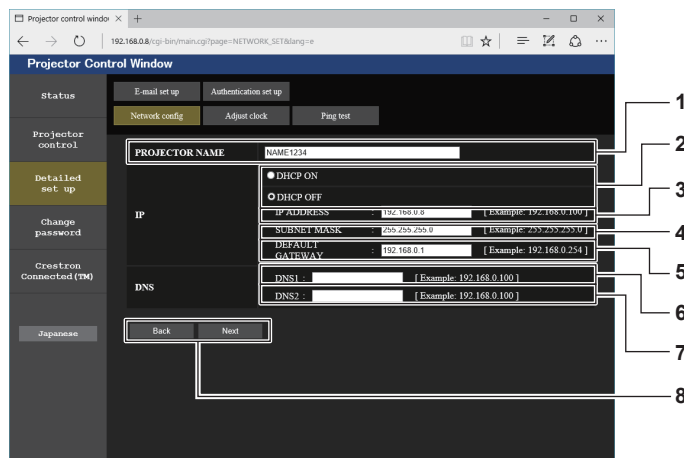 Projector control window
192.168.0.8/cgi-bin/main.cgi?page=NETWORK_SET&lang=e
Projector Control Window
Status
Projector
control
Detailed
set up
Change
password
Crestron
Connected(TM)
Japanese
E-mail set up
Authentication set up
Network config
Adjust clock
Ping test
PROJECTOR NAME
NAME1234
1
IP
DHCP ON
DHCP OFF
2
IP ADDRESS : 192.168.0.8 [ Example: 192.168.0.100 ]
3
SUBNET MASK : 255.255.255.0 [ Example: 255.255.255.0 ]
4
DEFAULT
GATEWAY : 192.168.0.1 [ Example: 192.168.0.254 ]
5
DNS
DNS1 : [ Example: 192.168.0.100 ]
6
DNS2 : [ Example: 192.168.0.100 ]
7
Back
Next
8